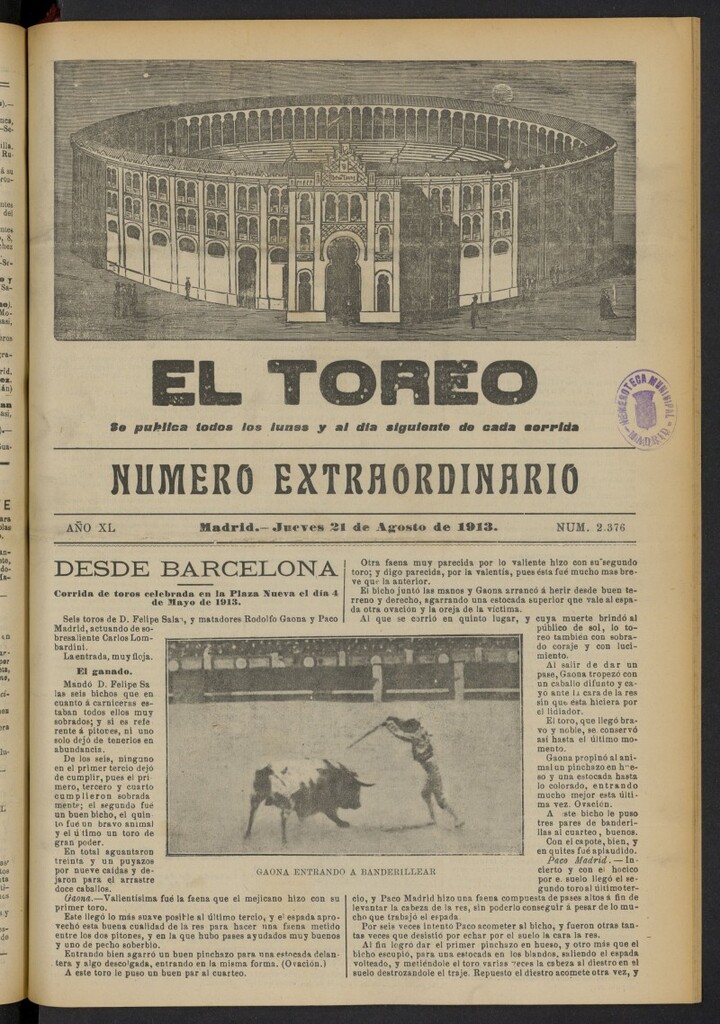 EL TOREO
Se publica todos los lunes y al dia siguiente de cada corrida
HEMEROTECA MUNICIPAL
MADRID
NUMERO EXTRAORDINARIO
AÑO XL
Madrid.—Jueves 21 de Agosto de 1913.
NUM. 2.376
DESDE BARCELONA
Corrida de toros celebrada en la Plaza Nueva el día 4
de Mayo de 1913.
Seis toros de D. Felipe Salas, y matadores Rodolfo Gaona y Paco
Madrid, actuando de so-
bresaliente Carlos Lom-
bardini.
La entrada, muy floja.
El ganado.
Mandó D. Felipe Sa
las seis bichos que en
cuanto á carniceras es-
taban todos ellos muy
sobrados; y si es refe
rente á pitones, ni uno
solo dejó de tenerlos en
abundancia.
De los seis, ninguno
en el primer tercio dejó
de cumplir, pues el pri-
mero, tercero y cuarto
cumplieron sobrada
mente; el segundo fué
un buen bicho, el quin-
to fué un bravo animal
y el último un toro de
gran poder.
En total aguantaron
treinta y un puyazos
por nueve caídas y de-
jaron para el arrastre
doce caballos.
Gaona.—Valientísima fué la faena que el mejicano hizo con su
primer toro.
Este llegó lo más suave posible al último tercio, y el espada apro-
vechó esta buena cualidad de la res para hacer una faena metido
entre los dos pitones, y en la que hubo pases ayudados muy buenos
y uno de pecho soberbio.
Entrando bien agarró un buen pinchazo para una estocada delan-
tera y algo descolgada, entrando en la misma forma. (Ovación.)
A este toro le puso un buen par al cuarteo.
Otra faena muy parecida por lo valiente hizo con su segundo
toro; y digo parecida, por la valentía, pues ésta fué mucho mas bre-
ve que la anterior.
El bicho juntó las manos y Gaona arrancó á herir desde buen te-
rreno y derecho, agarrando una estocada superior que vale al espa-
da otra ovación y la oreja de la víctima.
Al que se corrió en quinto lugar, y cuya muerte brindó al
público de sol, lo to-
reó también con sobra-
do coraje y con luci-
miento.
Al salir de dar un
pase, Gaona tropezó con
un caballo difunto y ca-
yó ante la cara de la res
sin que ésta hiciera por
el lidiador.
El toro, que llegó bra-
vo y noble, se conservó
así hasta el último mo-
mento.
Gaona propinó al ani-
mal un pinchazo en hue-
so y una estocada hasta
lo colorado, entrando
mucho mejor esta últi-
ma vez. Ovación.
A este bicho le puso
tres pares de banderi-
llas al cuarteo, buenos.
Con el capote, bien, y
en quites fué aplaudido.
Paco Madrid.—In-
cierto y con el hocico
por el suelo llegó el se-
gundo toro al último ter-
cio, y Paco Madrid hizo una faena compuesta de pases altos á fin de
levantar la cabeza de la res, sin poderlo conseguir á pesar de lo mu-
cho que trabajó el espada.
Por seis veces intentó Paco acometer al bicho, y fueron otras tan-
tas veces que desistió por echar por el suelo la cara la res.
Al fin logró dar el primer pinchazo en hueso, y otro más que el
bicho escupió, para una estocada en los blandos, saliendo el espada
volteado, y metiéndole el toro varias veces la cabeza al diestro en el
suelo destrozandole el traje. Repuesto el diestro acomete otra vez, y
GAONA ENTRANDO A BANDERILLEAR